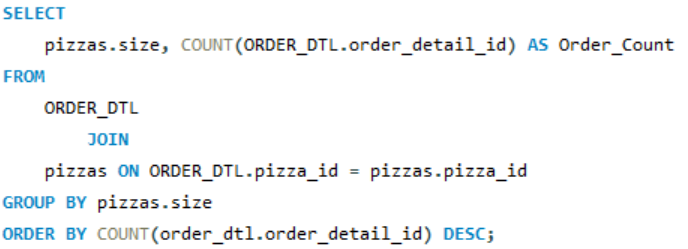 SELECT
    pizzas.size, COUNT(ORDER_DTL.order_detail_id) AS Order_Count
FROM
    ORDER_DTL
        JOIN
    pizzas ON ORDER_DTL.pizza_id = pizzas.pizza_id
GROUP BY pizzas.size
ORDER BY COUNT(order_dtl.order_detail_id) DESC;